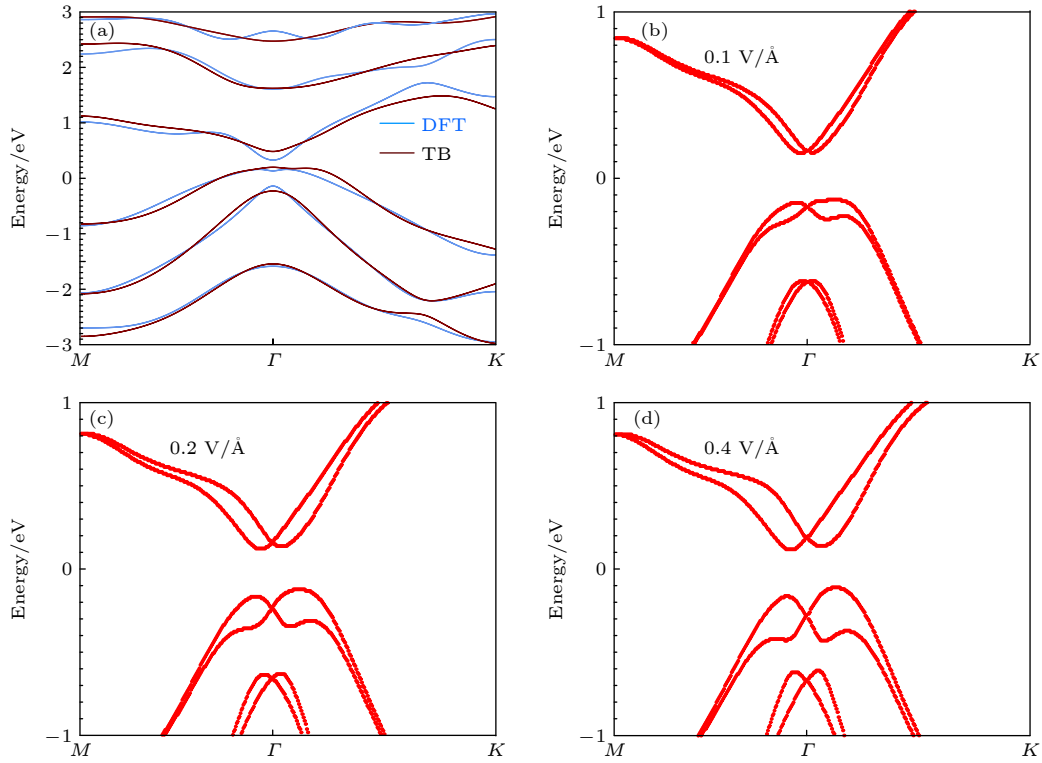 (a)
3
2
1
0
−1
−2
−3
Energy/eV
DFT
TB
M
Γ
K
(b)
0.1 V/Å
1
0
−1
Energy/eV
M
Γ
K
(c)
0.2 V/Å
1
0
−1
Energy/eV
M
Γ
K
(d)
0.4 V/Å
1
0
−1
Energy/eV
M
Γ
K